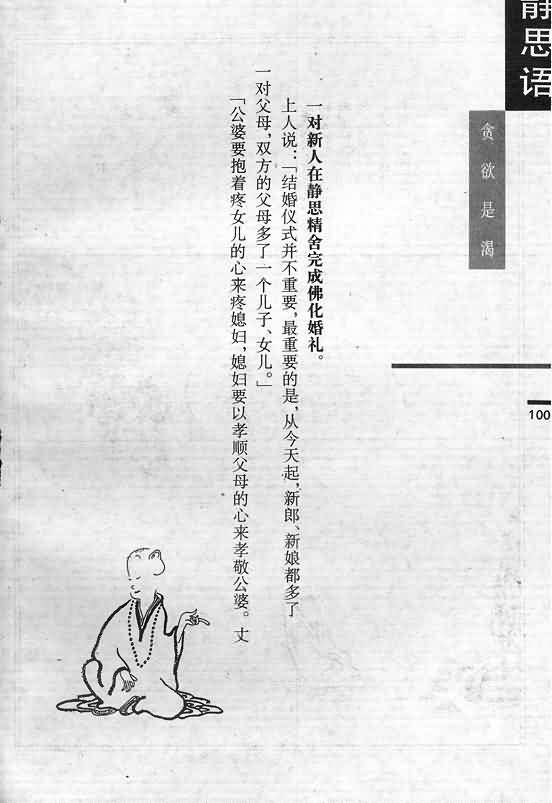 静思语
贪欲是渴
100
一对新人在静思精舍完成佛化婚礼。
上人说：「结婚仪式并不重要，最重要的是，从今天起，新郎、新娘都多了
一对父母，双方的父母多了一个儿子、女儿。」
「公婆要抱着疼女儿的心来疼媳妇，媳妇要以孝顺父母的心来孝敬公婆。丈